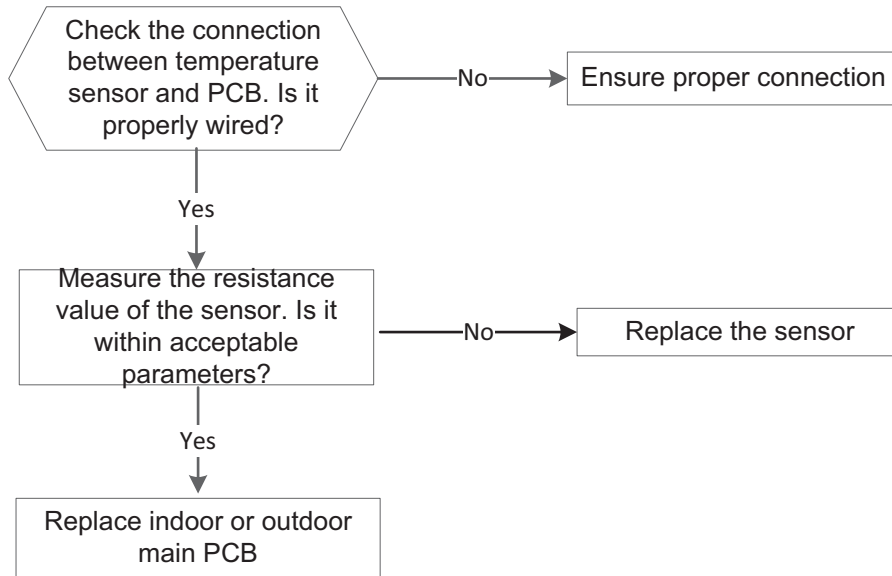 Check the connection
between temperature
sensor and PCB. Is it
properly wired?
No
Ensure proper connection
Yes
Measure the resistance
value of the sensor. Is it
within acceptable
parameters?
No
Replace the sensor
Yes
Replace indoor or outdoor
main PCB